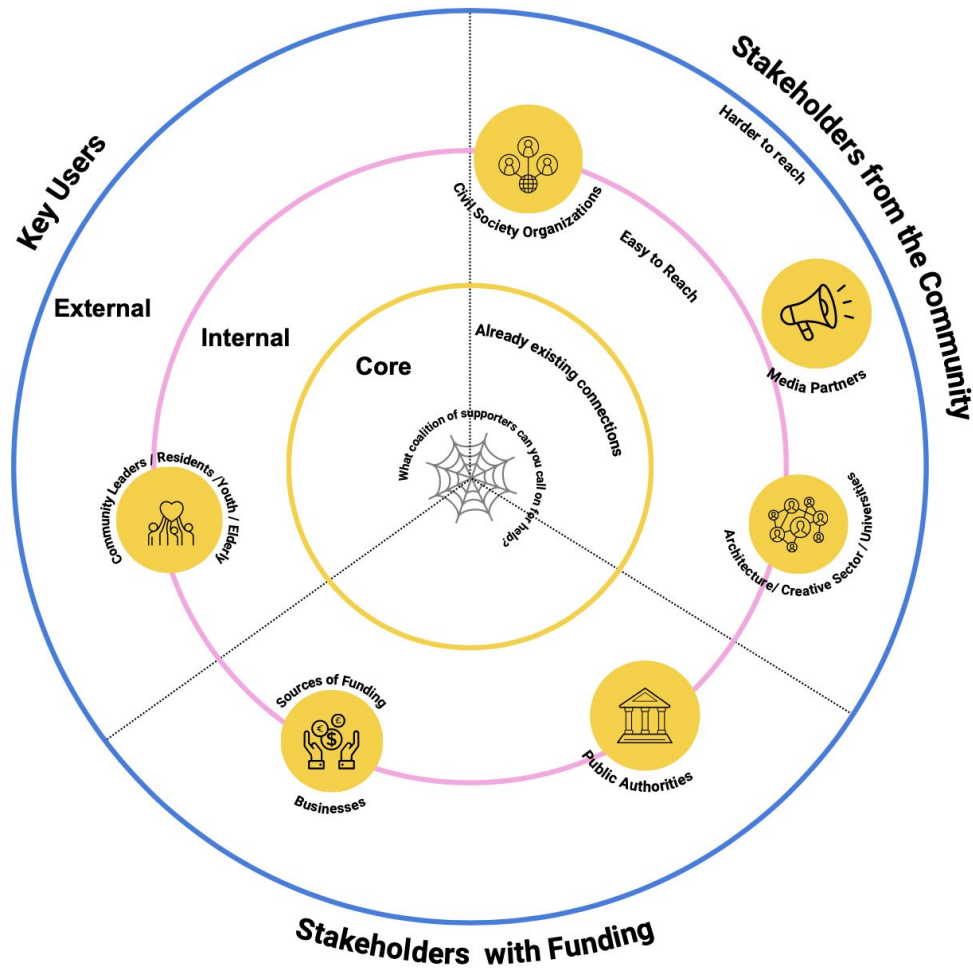 Stakeholders from the Community
Harder to reach
Key Users
Civil Society Organizations
Easy to Reach
External
Internal
Core
Already existing connections
Media Partners
What coalition of supporters can you call on for help?
Community Leaders / Residents /Youth / Elderly
Architecture/ Creative Sector / Universities
Sources of Funding
€
€
$
Businesses
Public Authorities
Stakeholders with Funding